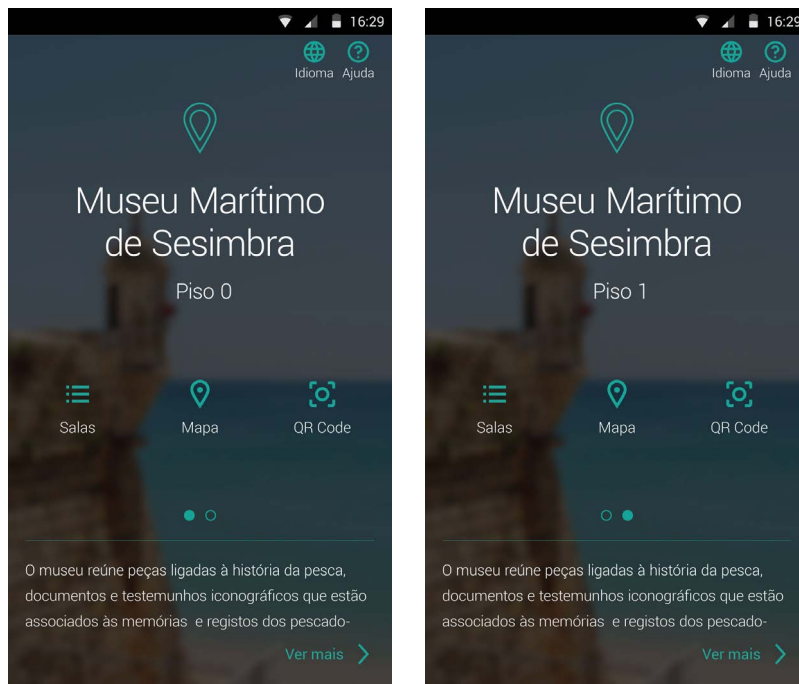 16:29
Idioma Ajuda
Museu Marítimo
de Sesimbra
Piso 0
Salas Mapa QR Code
O museu reúne peças ligadas à história da pesca,
documentos e testemunhos iconográficos que estão
associados às memórias e registos dos pescado-
Ver mais
16:29
Idioma Ajuda
Museu Marítimo
de Sesimbra
Piso 1
Salas Mapa QR Code
O museu reúne peças ligadas à história da pesca,
documentos e testemunhos iconográficos que estão
associados às memórias e registos dos pescado-
Ver mais